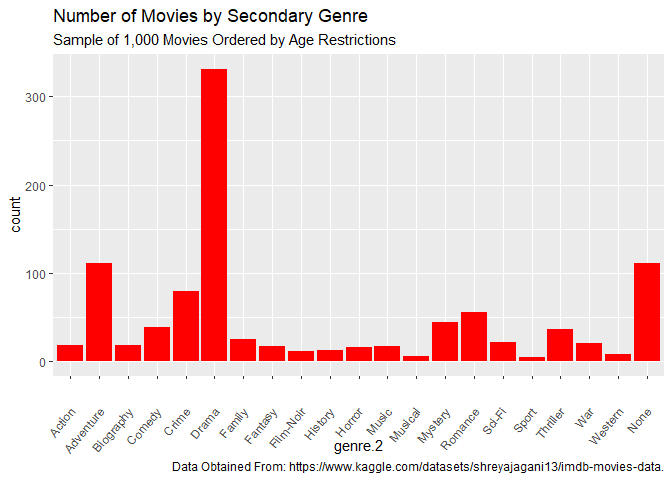 Number of Movies by Secondary Genre
Sample of 1,000 Movies Ordered by Age Restrictions
count
300
200
100
0
Action
Adventure
Biography
Comedy
Crime
Drama
Family
Fantasy
Film-Noir
History
Horror
Music
Musical
Mystery
Romance
Sci-Fi
Sport
Thriller
War
Western
None
genre.2
Data Obtained From: https://www.kaggle.com/datasets/shreyajagani13/imdb-movies-data.